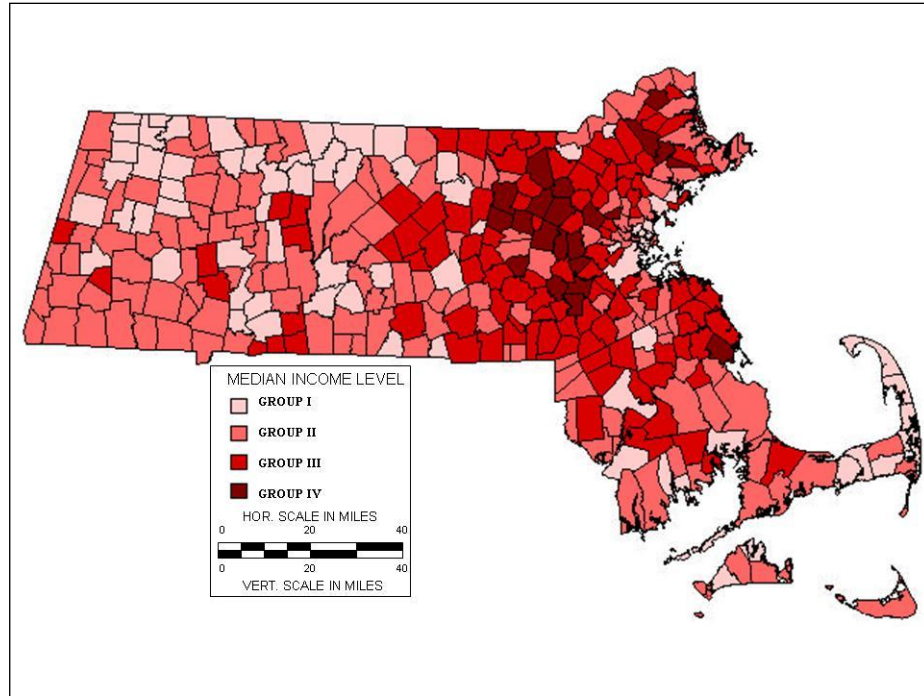 MEDIAN INCOME LEVEL
GROUP I
GROUP II
GROUP III
GROUP IV
HOR. SCALE IN MILES
0 20 40
0 20 40
VERT. SCALE IN MILES